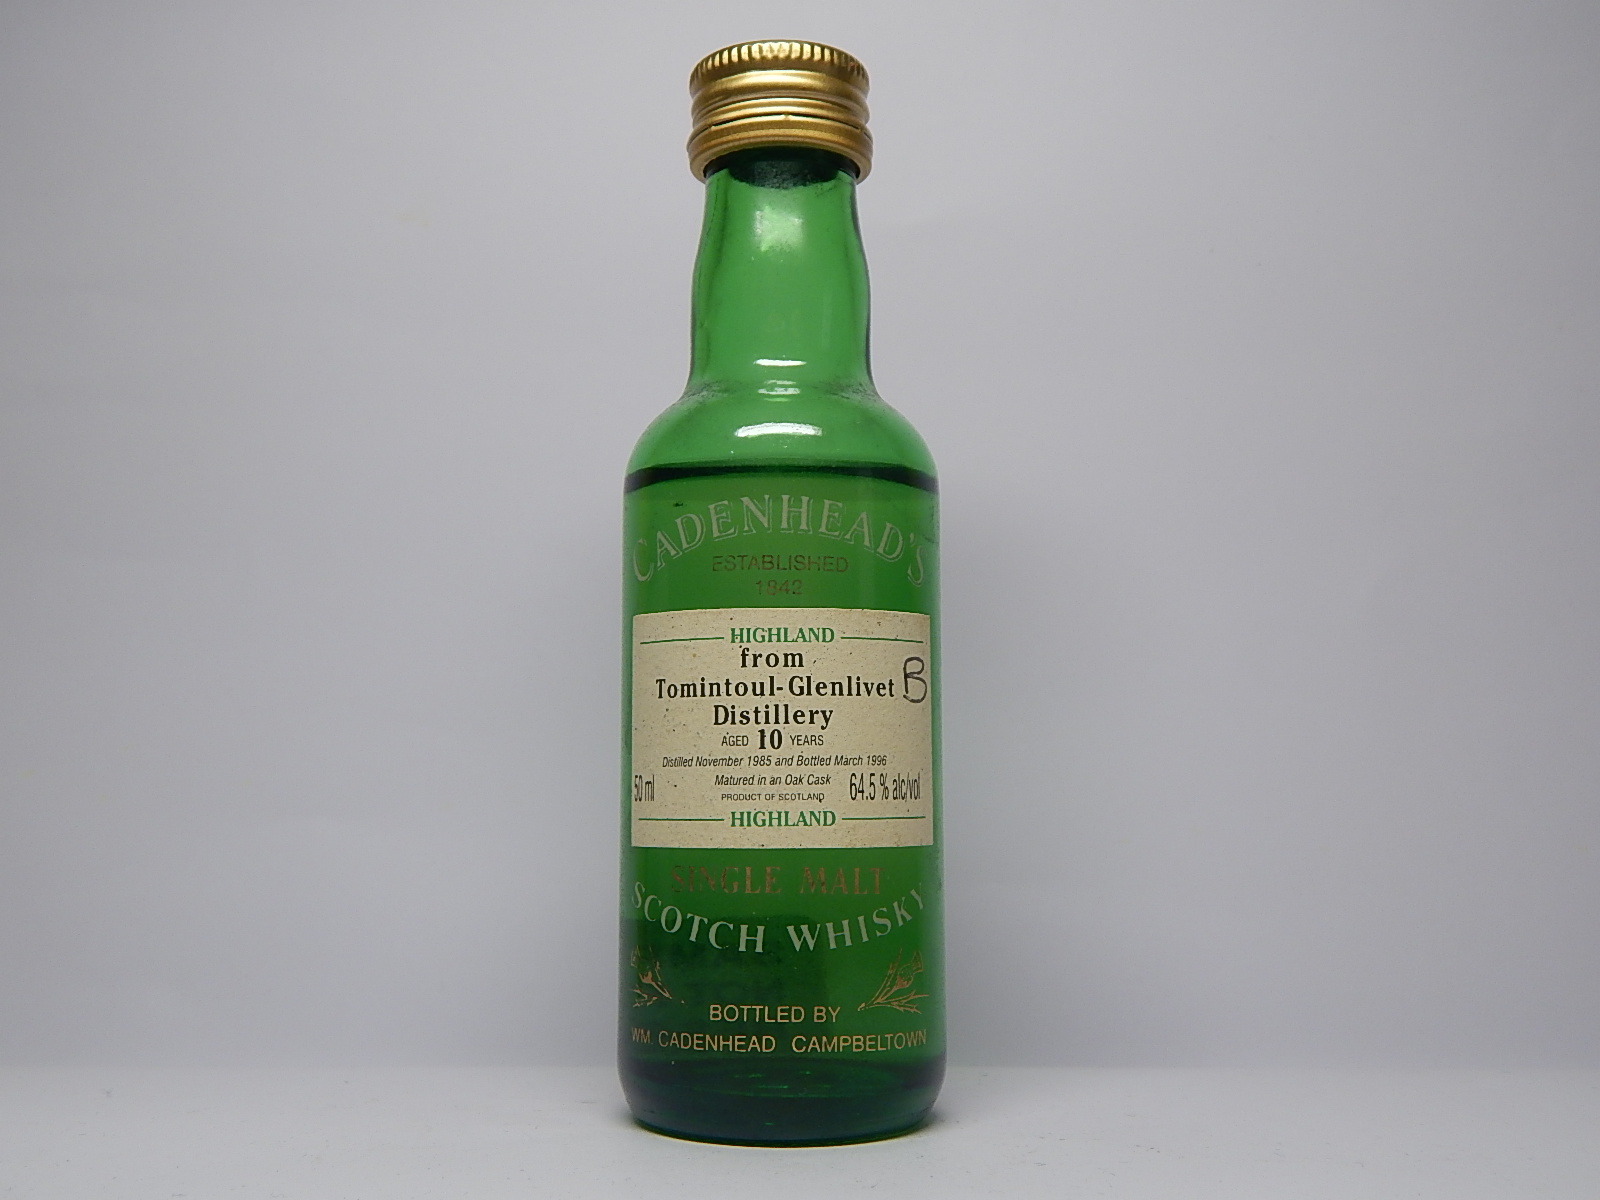 CADENHEAD'S
ESTABLISHED
1842
HIGHLAND
from
Tomintoul-Glenlivet B
Distillery
AGED 10 YEARS
Distilled November 1985 and Bottled March 1996
50 ml Matured in an Oak Cask 64.5 % alc/vol
PRODUCT OF SCOTLAND
HIGHLAND
SINGLE MALT
SCOTCH WHISKY
BOTTLED BY
WM. CADENHEAD CAMPBELTOWN